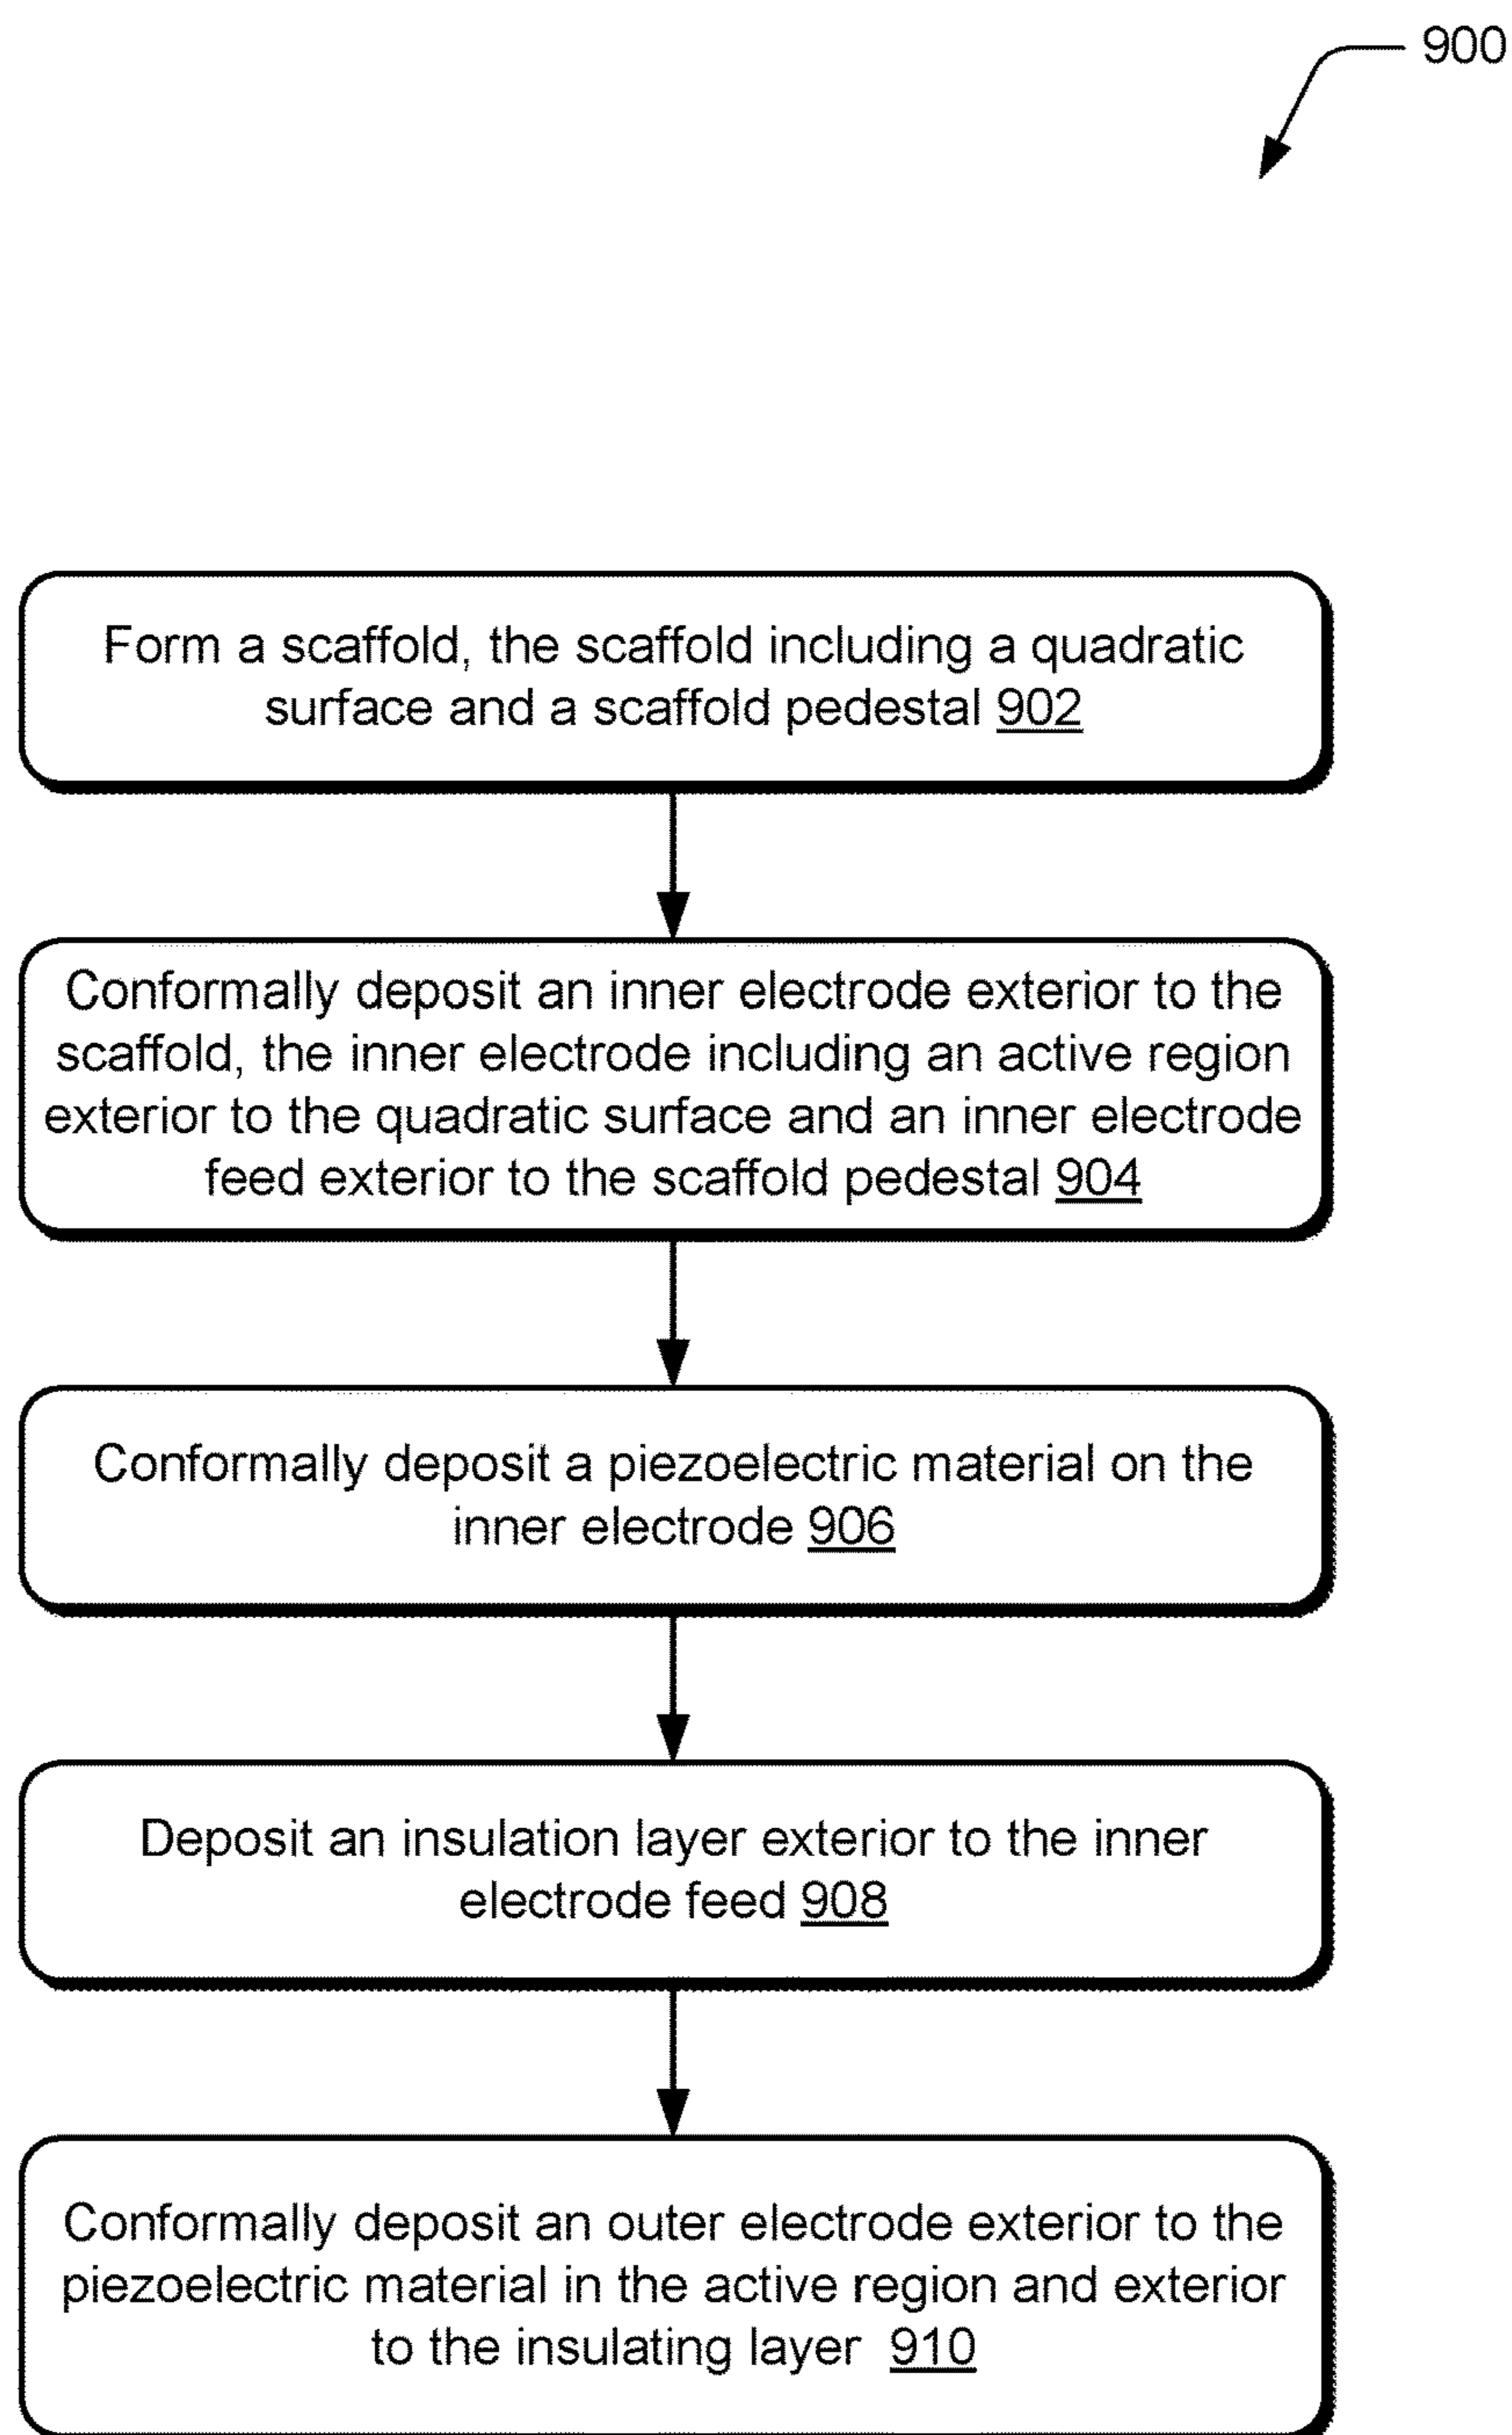 900
Form a scaffold, the scaffold including a quadratic
surface and a scaffold pedestal 902
Conformally deposit an inner electrode exterior to the
scaffold, the inner electrode including an active region
exterior to the quadratic surface and an inner electrode
feed exterior to the scaffold pedestal 904
Conformally deposit a piezoelectric material on the
inner electrode 906
Deposit an insulation layer exterior to the inner
electrode feed 908
Conformally deposit an outer electrode exterior to the
piezoelectric material in the active region and exterior
to the insulating layer 910